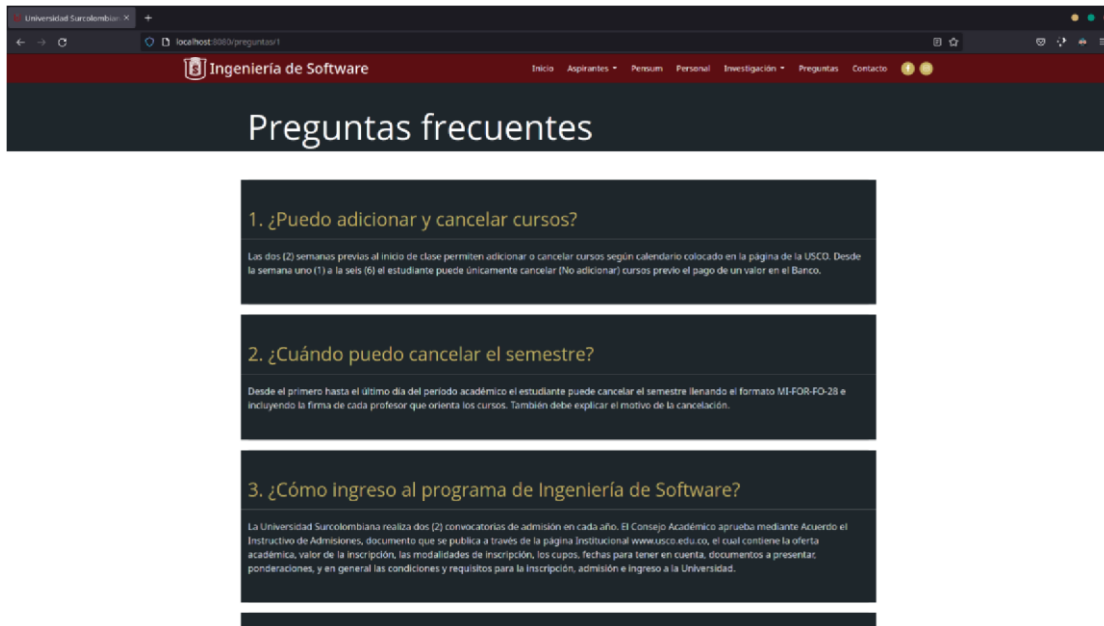 Universidad Surcolombian
localhost:8080/preguntas/1
Ingeniería de Software
Inicio Aspirantes Pensum Personal Investigación Preguntas Contacto
Preguntas frecuentes
1. ¿Puedo adicionar y cancelar cursos?
Las dos (2) semanas previas al inicio de clase permiten adicionar o cancelar cursos según calendario colocado en la página de la USCO. Desde
la semana uno (1) a la seis (6) el estudiante puede únicamente cancelar (No adicionar) cursos previo el pago de un valor en el Banco.
2. ¿Cuándo puedo cancelar el semestre?
Desde el primero hasta el último día del período académico el estudiante puede cancelar el semestre llenando el formato MI-FOR-FO-28 e
incluyendo la firma de cada profesor que orienta los cursos. También debe explicar el motivo de la cancelación.
3. ¿Cómo ingreso al programa de Ingeniería de Software?
La Universidad Surcolombiana realiza dos (2) convocatorias de admisión en cada año. El Consejo Académico aprueba mediante Acuerdo el
Instructivo de Admisiones, documento que se publica a través de la página Institucional www.usco.edu.co, el cual contiene la oferta
académica, valor de la inscripción, las modalidades de inscripción, los cupos, fechas para tener en cuenta, documentos a presentar,
ponderaciones, y en general las condiciones y requisitos para la inscripción, admisión e ingreso a la Universidad.